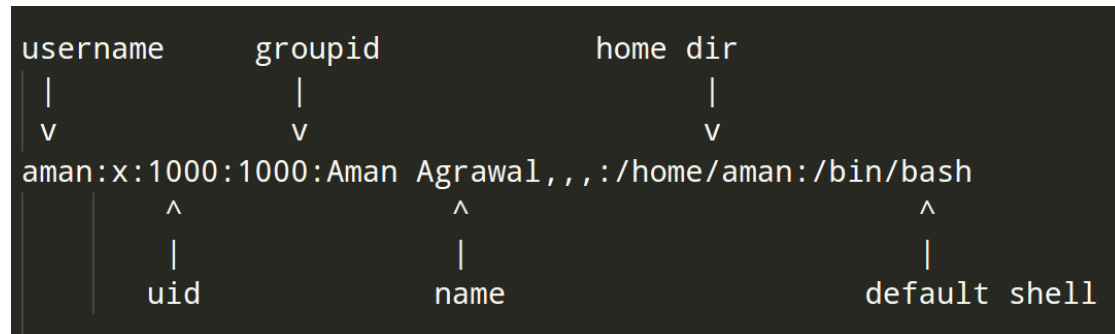 username     groupid            home dir
 |             |                      |
 v             v                      v
aman:x:1000:1000:Aman Agrawal,,,:/home/aman:/bin/bash
        ^               ^                         ^
        |               |                         |
       uid             name                    default shell